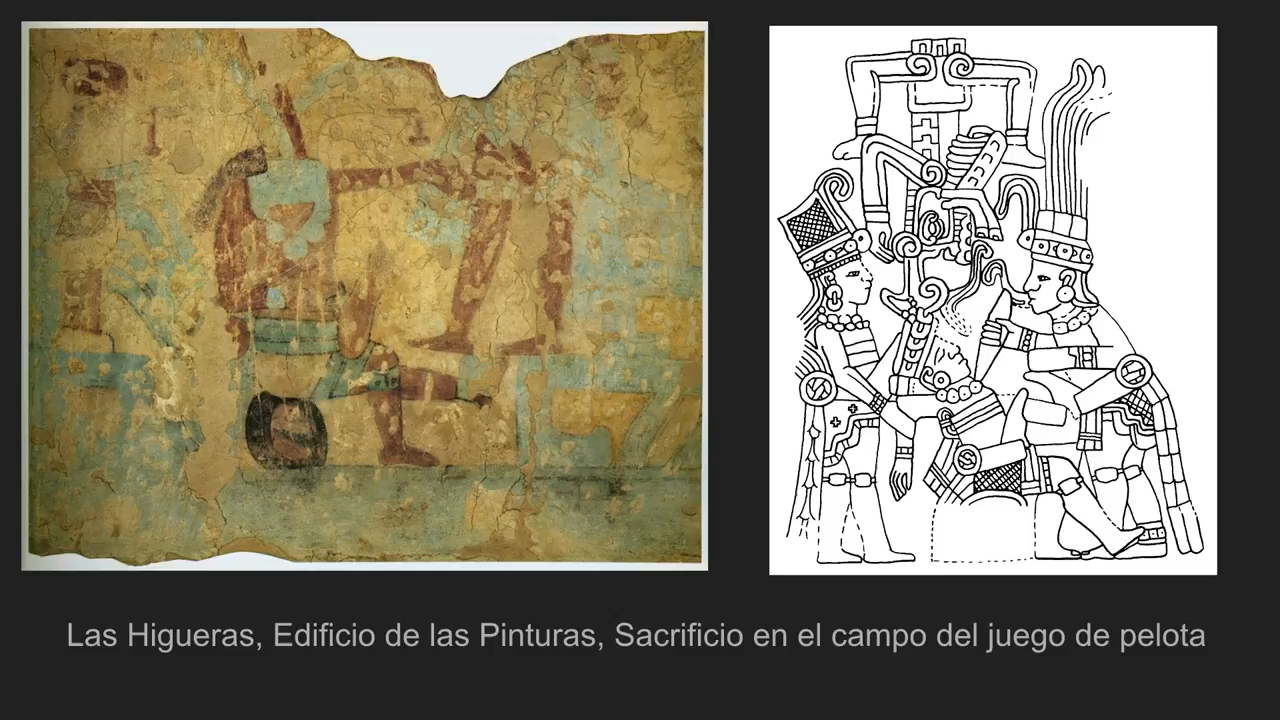 Las Higueras, Edificio de las Pinturas, Sacrificio en el campo del juego de pelota